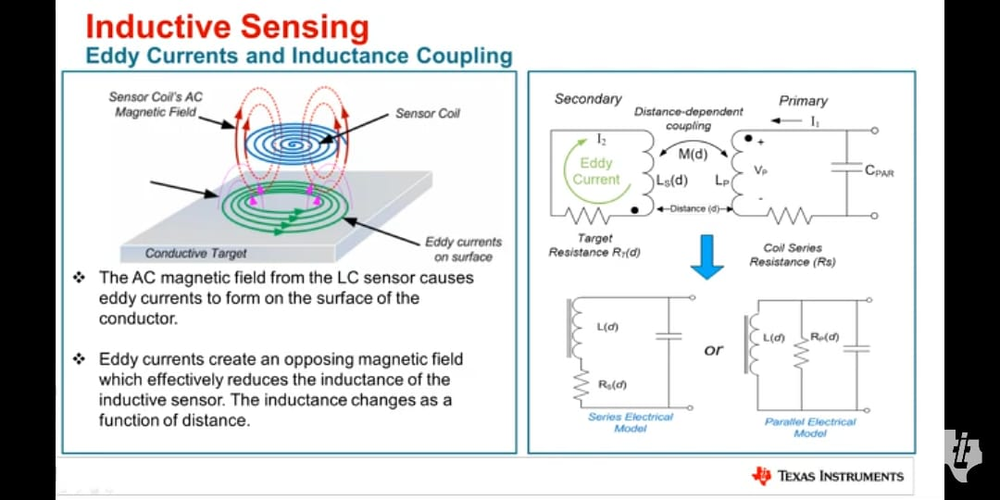 Inductive Sensing
Eddy Currents and Inductance Coupling
Sensor Coil's AC
Magnetic Field
Sensor Coil
Eddy currents
on surface
Conductive Target
❖ The AC magnetic field from the LC sensor causes
eddy currents to form on the surface of the
conductor.
❖ Eddy currents create an opposing magnetic field
which effectively reduces the inductance of the
inductive sensor. The inductance changes as a
function of distance.
Secondary
Distance-dependent
coupling
Primary
I₁
I₂
M(d)
Eddy
Current
Ls(d)
LP
VP
+
-
CPAR
Distance (d)
Target
Resistance RT(d)
Coil Series
Resistance (Rs)
L(d)
RS(d)
Series Electrical
Model
or
L(d)
RP(d)
Parallel Electrical
Model
TEXAS INSTRUMENTS